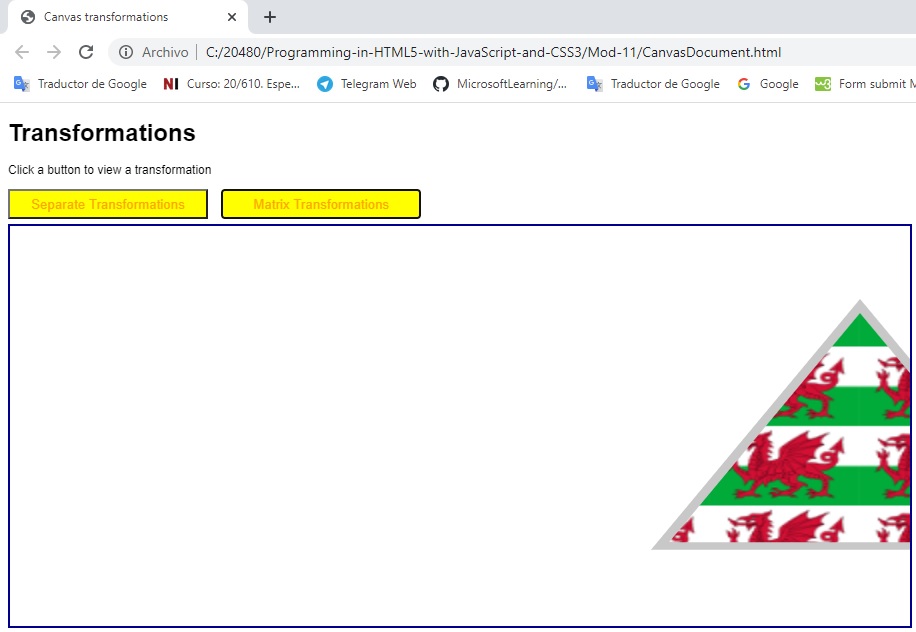 Canvas transformations
Archivo C:/20480/Programming-in-HTML5-with-JavaScript-and-CSS3/Mod-11/CanvasDocument.html
Traductor de Google NI Curso: 20/610. Espe... Telegram Web MicrosoftLearning/... Traductor de Google Google w3 Form submit M
Transformations
Click a button to view a transformation
Separate Transformations Matrix Transformations